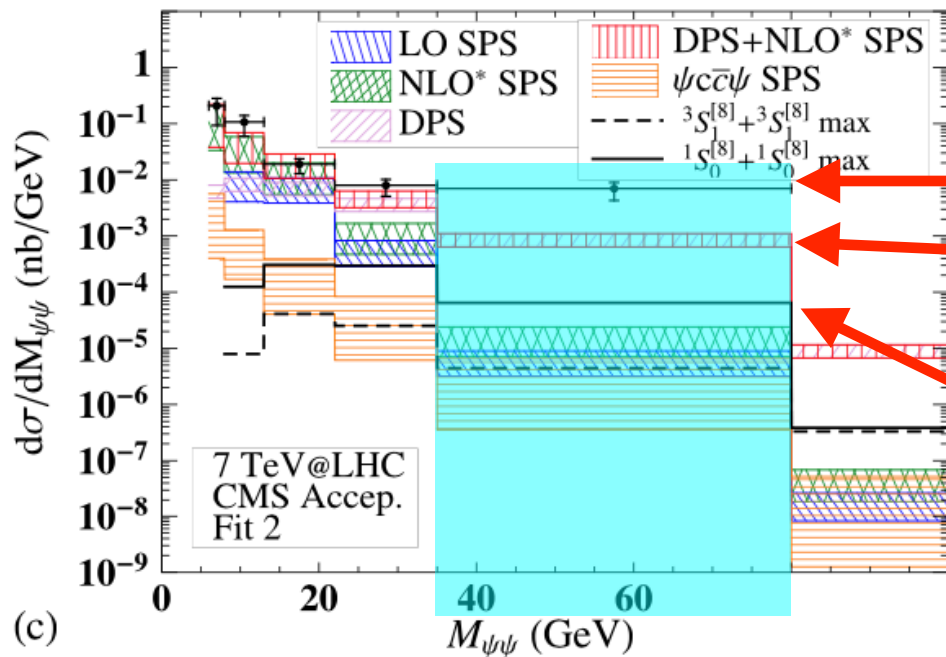 LO SPS
NLO* SPS
DPS
DPS+NLO* SPS
ψcc̄ψ SPS
³S₁^[8]+³S₁^[8] max
¹S₀^[8]+¹S₀^[8] max
dσ/dM_ψψ (nb/GeV)
1
10⁻¹
10⁻²
10⁻³
10⁻⁴
10⁻⁵
10⁻⁶
10⁻⁷
10⁻⁸
10⁻⁹
7 TeV@LHC
CMS Accep.
Fit 2
0 20 40 60
(c) M_ψψ (GeV)